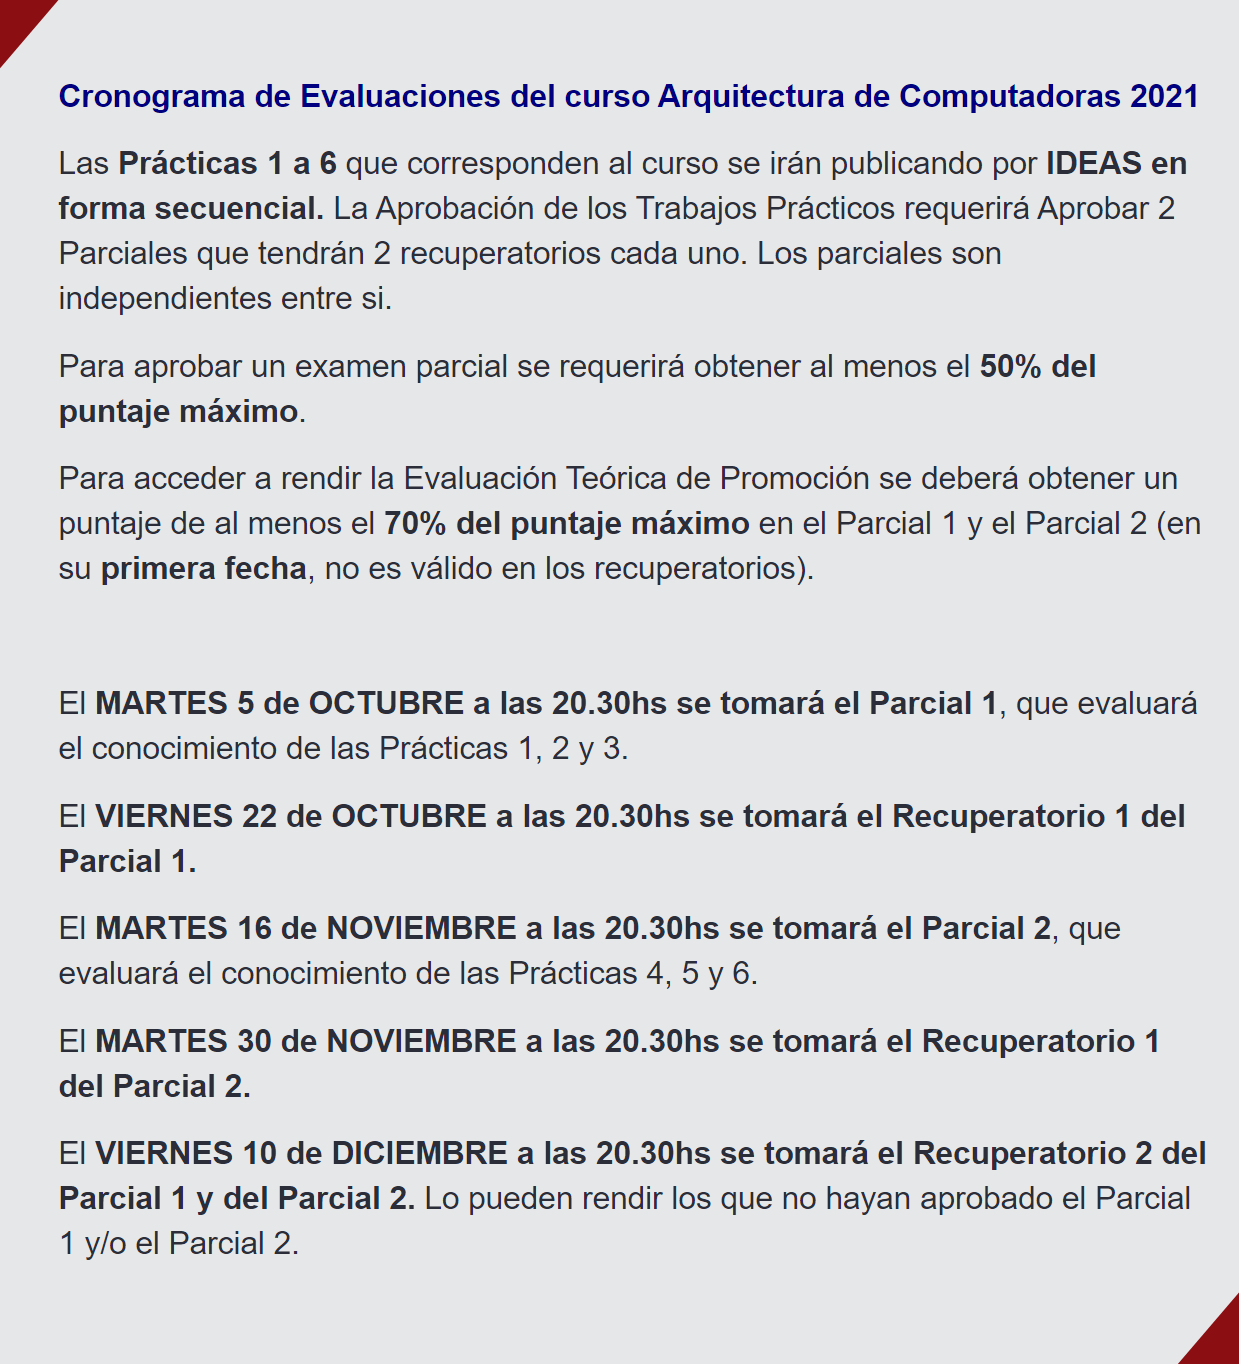 Cronograma de Evaluaciones del curso Arquitectura de Computadoras 2021
Las Prácticas 1 a 6 que corresponden al curso se irán publicando por IDEAS en
forma secuencial. La Aprobación de los Trabajos Prácticos requerirá Aprobar 2
Parciales que tendrán 2 recuperatorios cada uno. Los parciales son
independientes entre si.
Para aprobar un examen parcial se requerirá obtener al menos el 50% del
puntaje máximo.
Para acceder a rendir la Evaluación Teórica de Promoción se deberá obtener un
puntaje de al menos el 70% del puntaje máximo en el Parcial 1 y el Parcial 2 (en
su primera fecha, no es válido en los recuperatorios).
El MARTES 5 de OCTUBRE a las 20.30hs se tomará el Parcial 1, que evaluará
el conocimiento de las Prácticas 1, 2 y 3.
El VIERNES 22 de OCTUBRE a las 20.30hs se tomará el Recuperatorio 1 del
Parcial 1.
El MARTES 16 de NOVIEMBRE a las 20.30hs se tomará el Parcial 2, que
evaluará el conocimiento de las Prácticas 4, 5 y 6.
El MARTES 30 de NOVIEMBRE a las 20.30hs se tomará el Recuperatorio 1
del Parcial 2.
El VIERNES 10 de DICIEMBRE a las 20.30hs se tomará el Recuperatorio 2 del
Parcial 1 y del Parcial 2. Lo pueden rendir los que no hayan aprobado el Parcial
1 y/o el Parcial 2.